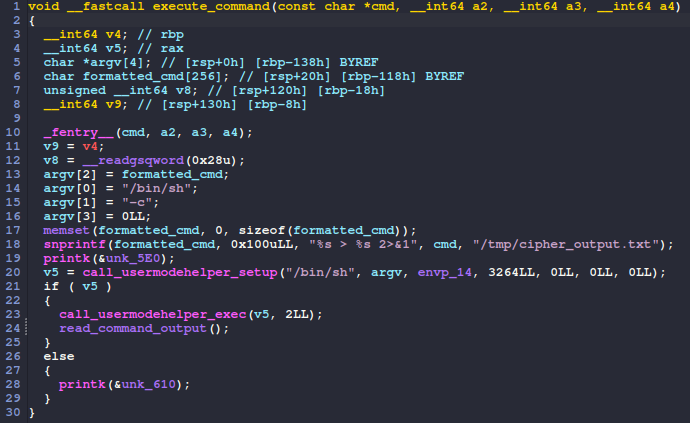 1 void __fastcall execute_command(const char *cmd, __int64 a2, __int64 a3, __int64 a4)
2 {
3   __int64 v4; // rbp
4   __int64 v5; // rax
5   char *argv[4]; // [rsp+0h] [rbp-138h] BYREF
6   char formatted_cmd[256]; // [rsp+20h] [rbp-118h] BYREF
7   unsigned __int64 v8; // [rsp+120h] [rbp-18h]
8   __int64 v9; // [rsp+130h] [rbp-8h]
9
10   _fentry__(cmd, a2, a3, a4);
11   v9 = v4;
12   v8 = __readgsqword(0x28u);
13   argv[2] = formatted_cmd;
14   argv[0] = "/bin/sh";
15   argv[1] = "-c";
16   argv[3] = 0LL;
17   memset(formatted_cmd, 0, sizeof(formatted_cmd));
18   snprintf(formatted_cmd, 0x100uLL, "%s > %s 2>&1", cmd, "/tmp/cipher_output.txt");
19   printk(&unk_5E0);
20   v5 = call_usermodehelper_setup("/bin/sh", argv, envp_14, 3264LL, 0LL, 0LL, 0LL);
21   if ( v5 )
22   {
23     call_usermodehelper_exec(v5, 2LL);
24     read_command_output();
25   }
26   else
27   {
28     printk(&unk_610);
29   }
30 }